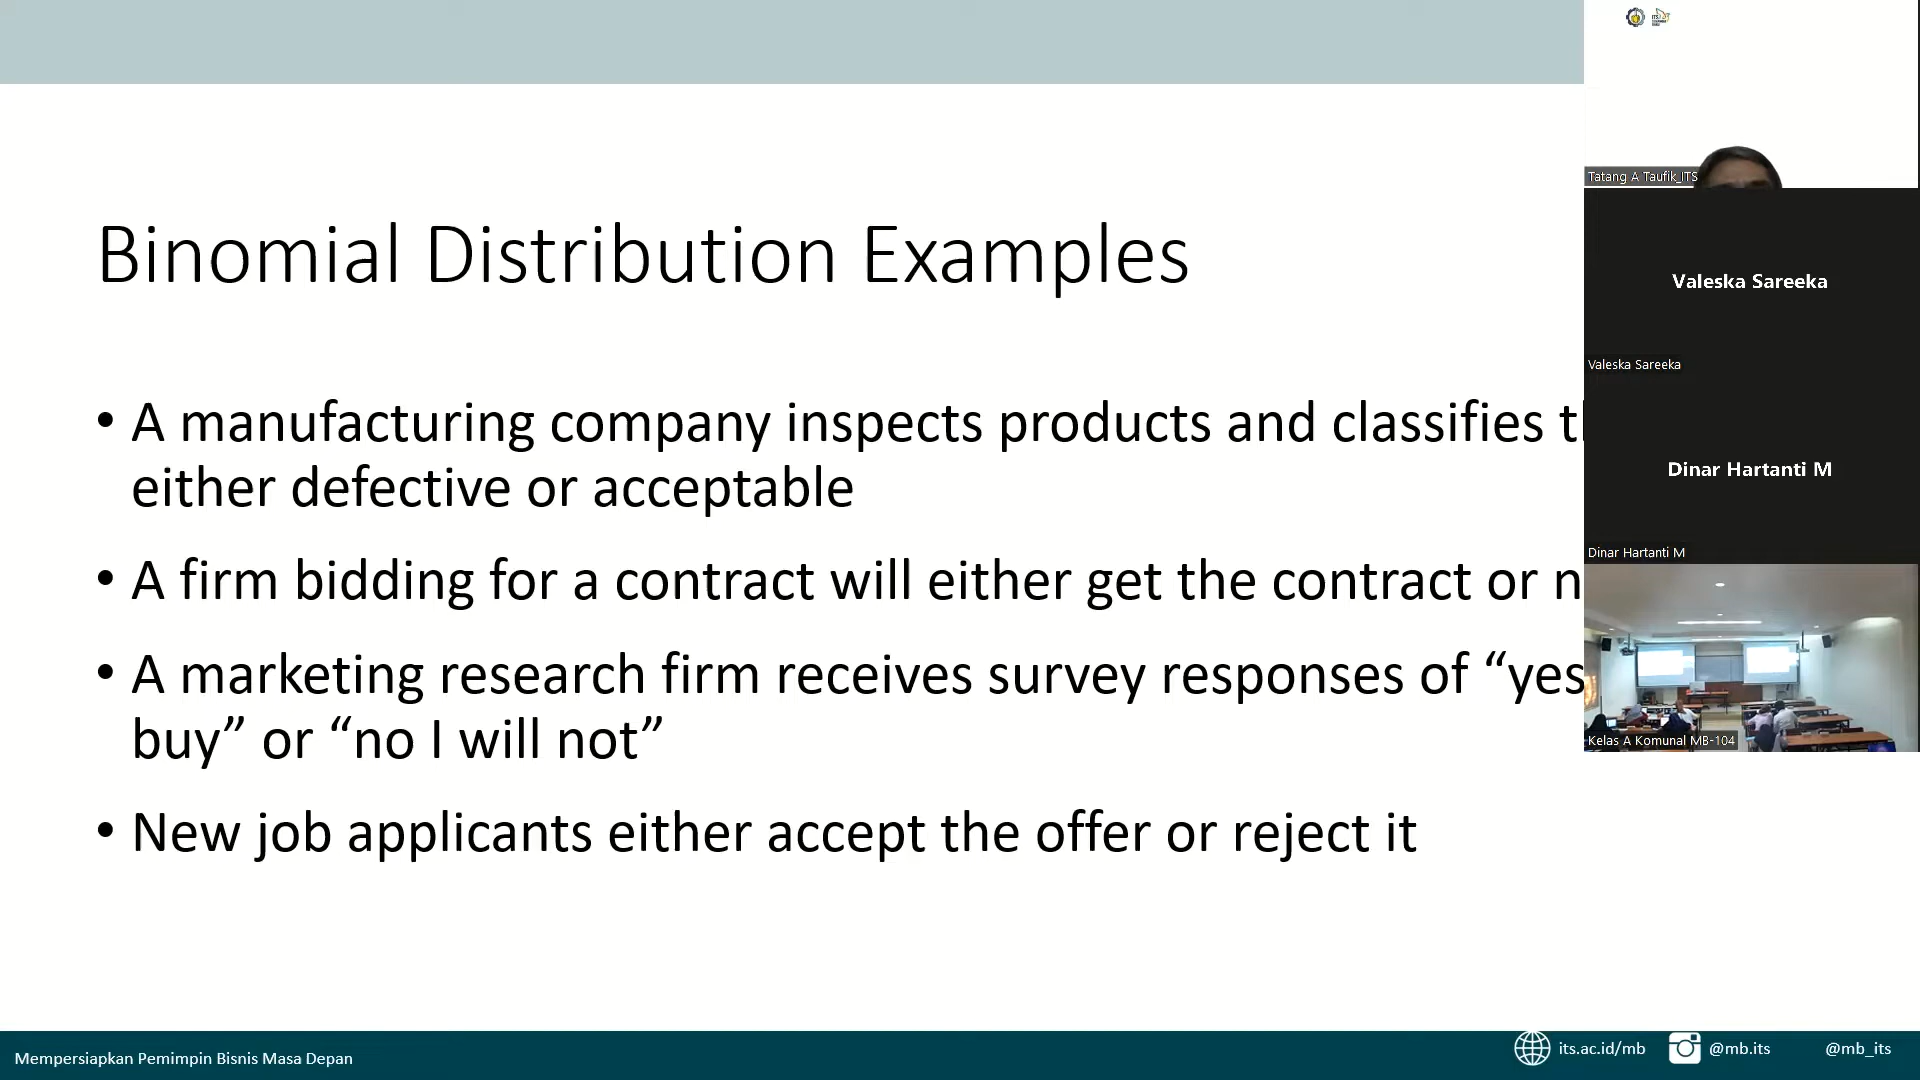 Binomial Distribution Examples
• A manufacturing company inspects products and classifies
either defective or acceptable
• A firm bidding for a contract will either get the contract or
• A marketing research firm receives survey responses of “yes
buy” or “no I will not”
• New job applicants either accept the offer or reject it
Tatang A Taufik_ITS
Valeska Sareeka
Valeska Sareeka
Dinar Hartanti M
Dinar Hartanti M
Kelas A Komunal MB-104
Mempersiapkan Pemimpin Bisnis Masa Depan
its.ac.id/mb
@mb.its
@mb_its